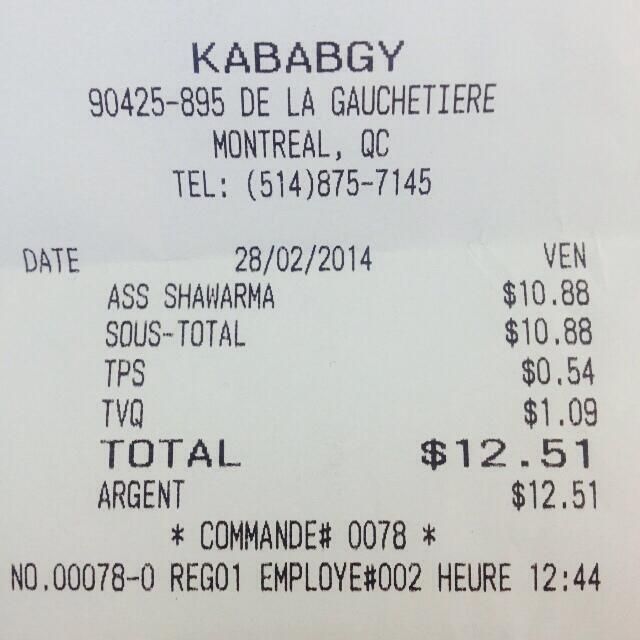 KABABGY
90425-895 DE LA GAUCHETIERE
MONTREAL, QC
TEL: (514)875-7145
DATE 28/02/2014 VEN
ASS SHAWARMA $10.88
SOUS-TOTAL $10.88
TPS $0.54
TVQ $1.09
TOTAL $12.51
ARGENT $12.51
* COMMANDE# 0078 *
NO.00078-0 REG01 EMPLOYE#002 HEURE 12:44